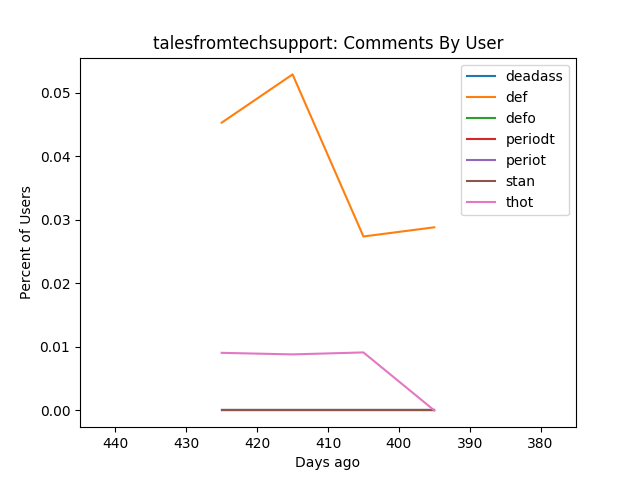 talesfromtechsupport: Comments By User
deadass
def
defo
periodt
periot
stan
thot
Percent of Users
0.05
0.04
0.03
0.02
0.01
0.00
440 430 420 410 400 390 380
Days ago